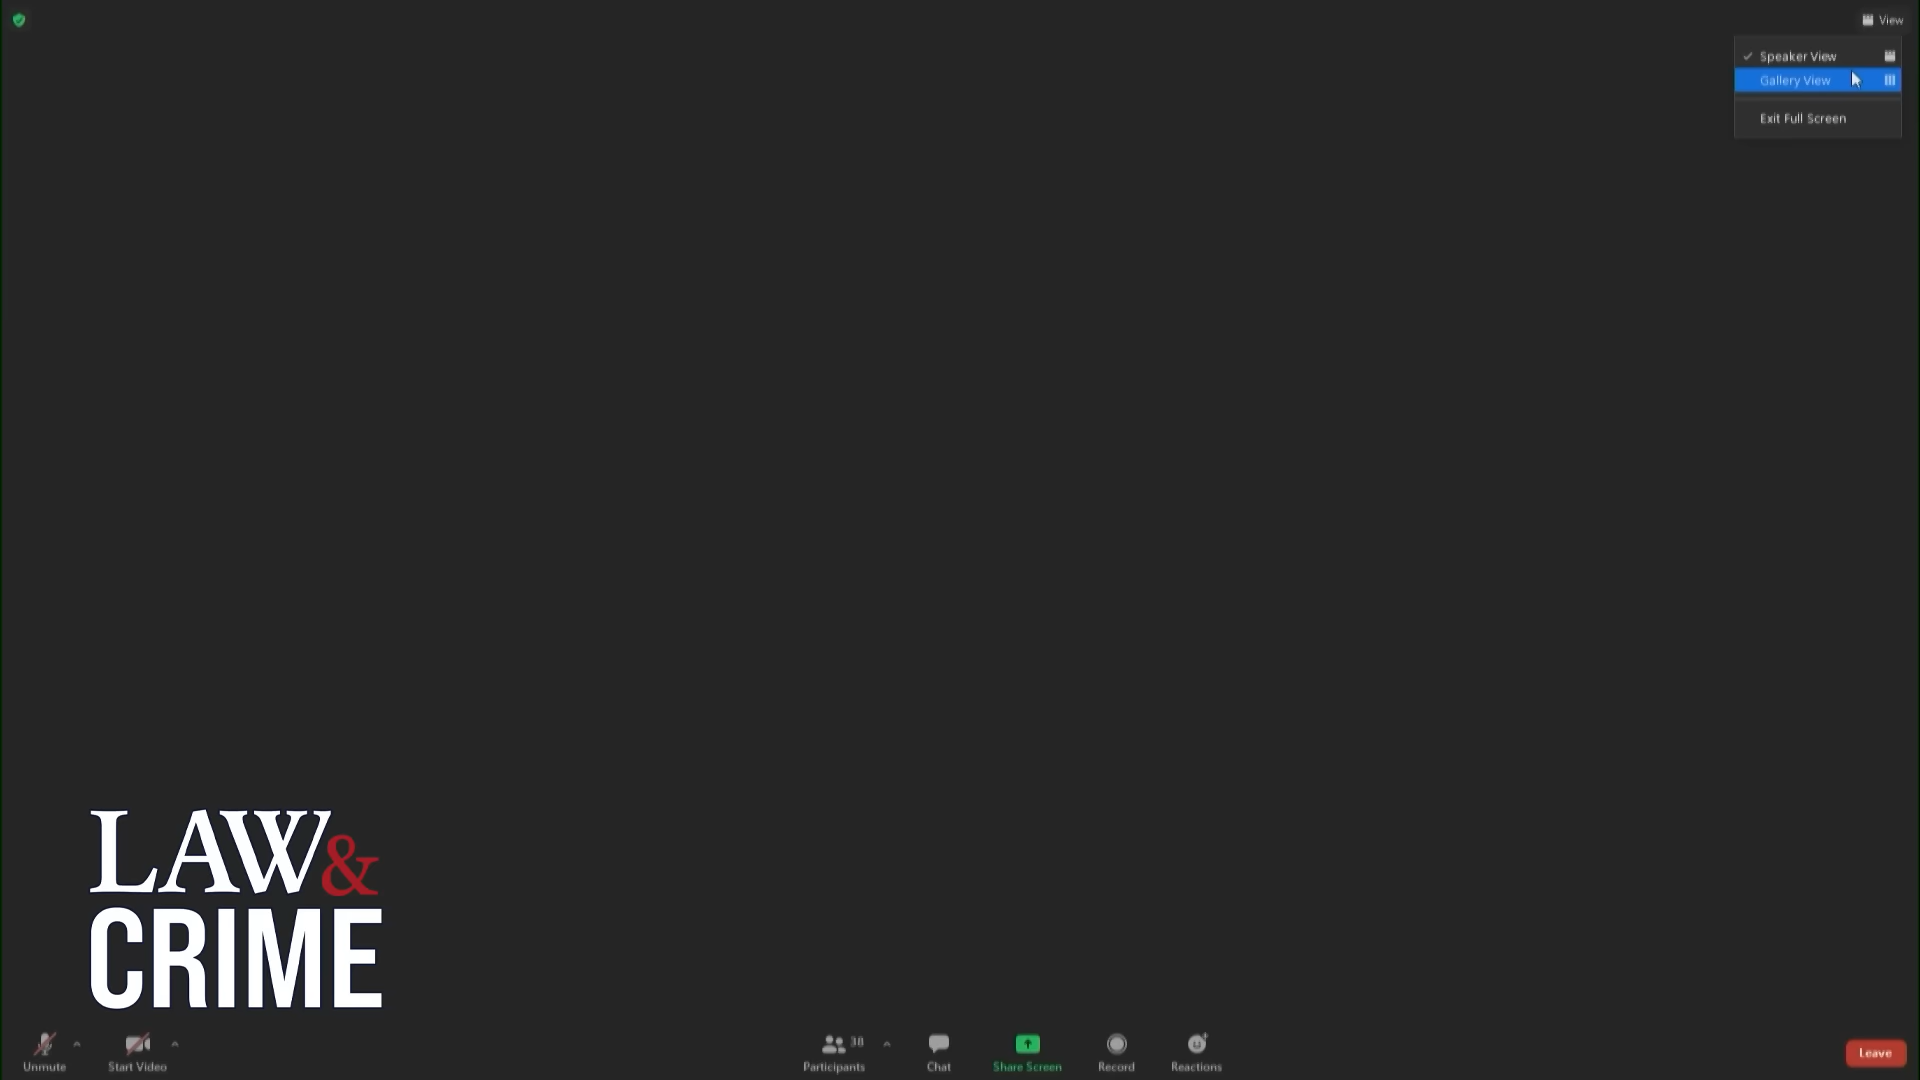 View
Speaker View
Gallery View
Exit Full Screen
LAW&
CRIME
Unmute
Start Video
38
Participants
Chat
Share Screen
Record
Reactions
Leave